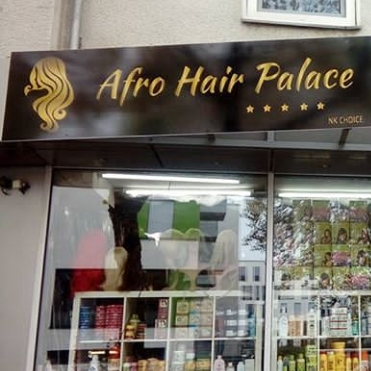 Afro Hair Palace
NK CHOICE